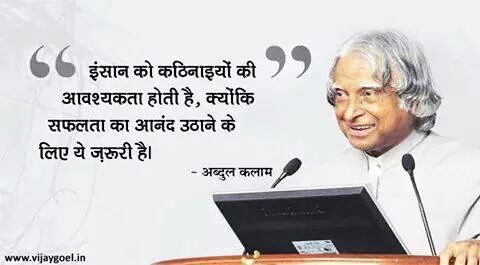 “ इंसान को कठिनाइयों की ”
आवश्यकता होती है, क्योंकि
सफलता का आनंद उठाने के
लिए ये ज़रूरी है।
- अब्दुल कलाम
www.vijaygoel.in